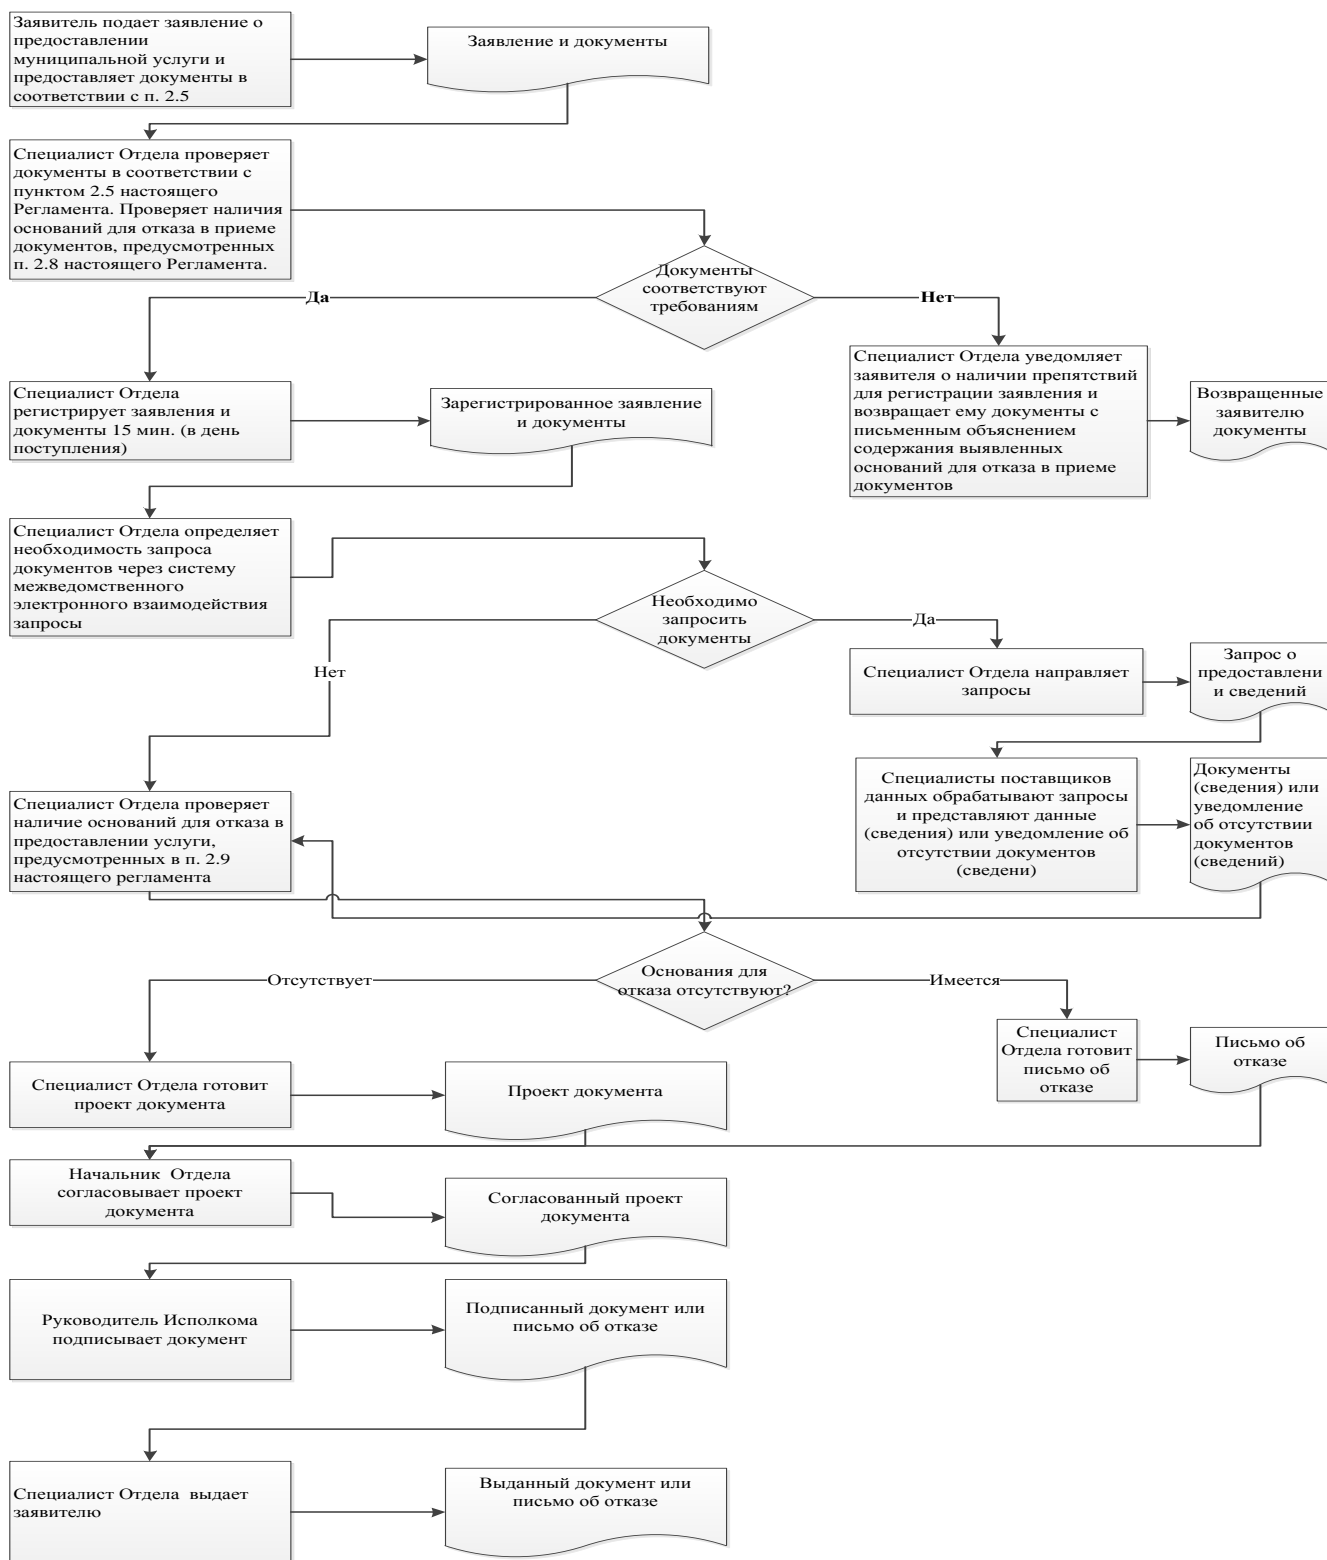 Заявитель подает заявление о
предоставлении
муниципальной услуги и
предоставляет документы в
соответствии с п. 2.5
Заявление и документы
Специалист Отдела проверяет
документы в соответствии с
пунктом 2.5 настоящего
Регламента. Проверяет наличия
оснований для отказа в приеме
документов, предусмотренных
п. 2.8 настоящего Регламента.
Документы
соответствуют
требованиям
Да
Нет
Специалист Отдела
регистрирует заявления и
документы 15 мин. (в день
поступления)
Зарегистрированное заявление
и документы
Специалист Отдела уведомляет
заявителя о наличии препятствий
для регистрации заявления и
возвращает ему документы с
письменным объяснением
содержания выявленных
оснований для отказа в приеме
документов
Возвращенные
заявителю
документы
Специалист Отдела определяет
необходимость запроса
документов через систему
межведомственного
электронного взаимодействия
запросы
Необходимо
запросить
документы
Да
Нет
Специалист Отдела направляет
запросы
Запрос о
предоставлени
и сведений
Специалисты поставщиков
данных обрабатывают запросы
и представляют данные
(сведения) или уведомление об
отсутствии документов
(сведени)
Документы
(сведения) или
уведомление
об отсутствии
документов
(сведений)
Специалист Отдела проверяет
наличие оснований для отказа в
предоставлении услуги,
предусмотренных в п. 2.9
настоящего регламента
Основания для
отказа отсутствуют?
Отсутствует
Имеется
Специалист
Отдела готовит
письмо об
отказе
Письмо об
отказе
Специалист Отдела готовит
проект документа
Проект документа
Начальник  Отдела
согласовывает проект
документа
Согласованный проект
документа
Руководитель Исполкома
подписывает документ
Подписанный документ или
письмо об отказе
Специалист Отдела  выдает
заявителю
Выданный документ или
письмо об отказе